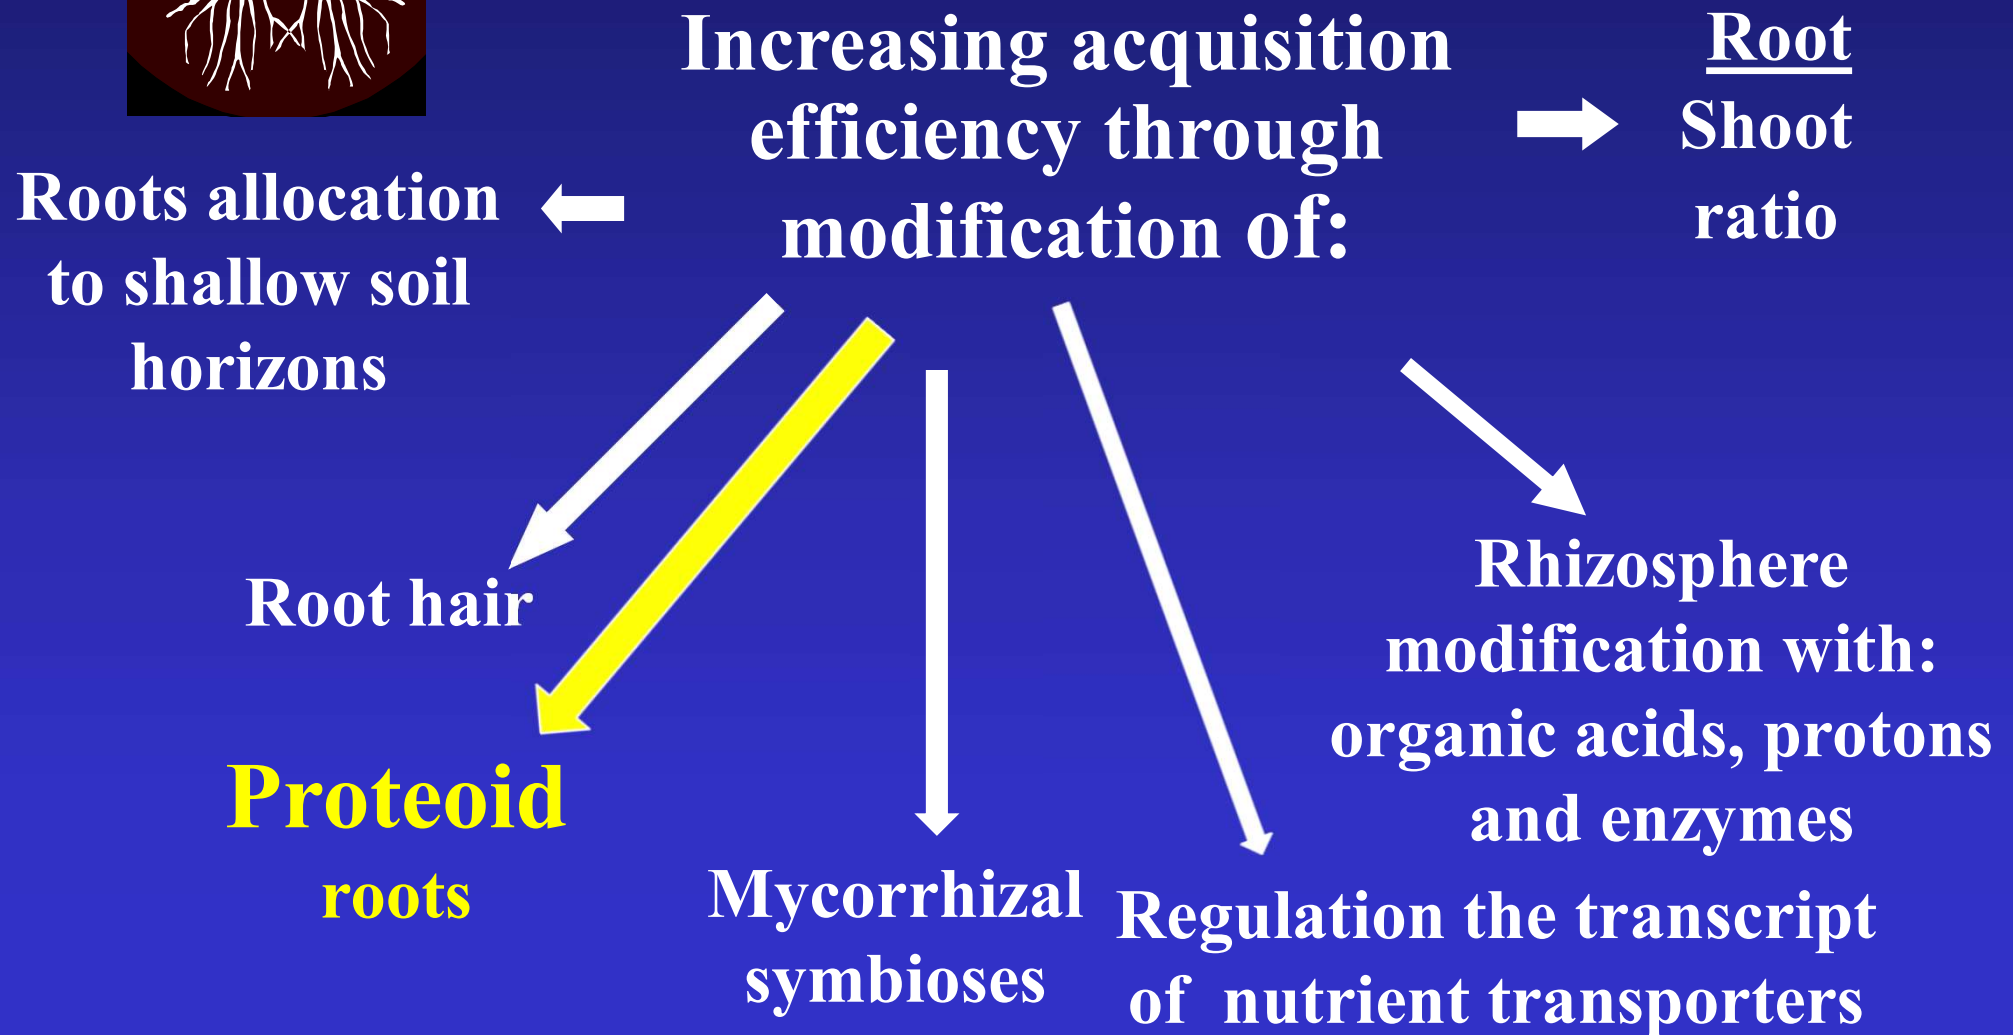 Increasing acquisition
efficiency through
modification of:
Root
Shoot
ratio
Roots allocation
to shallow soil
horizons
Root hair
Proteoid
roots
Mycorrhizal
symbioses
Regulation the transcript
of nutrient transporters
Rhizosphere
modification with:
organic acids, protons
and enzymes